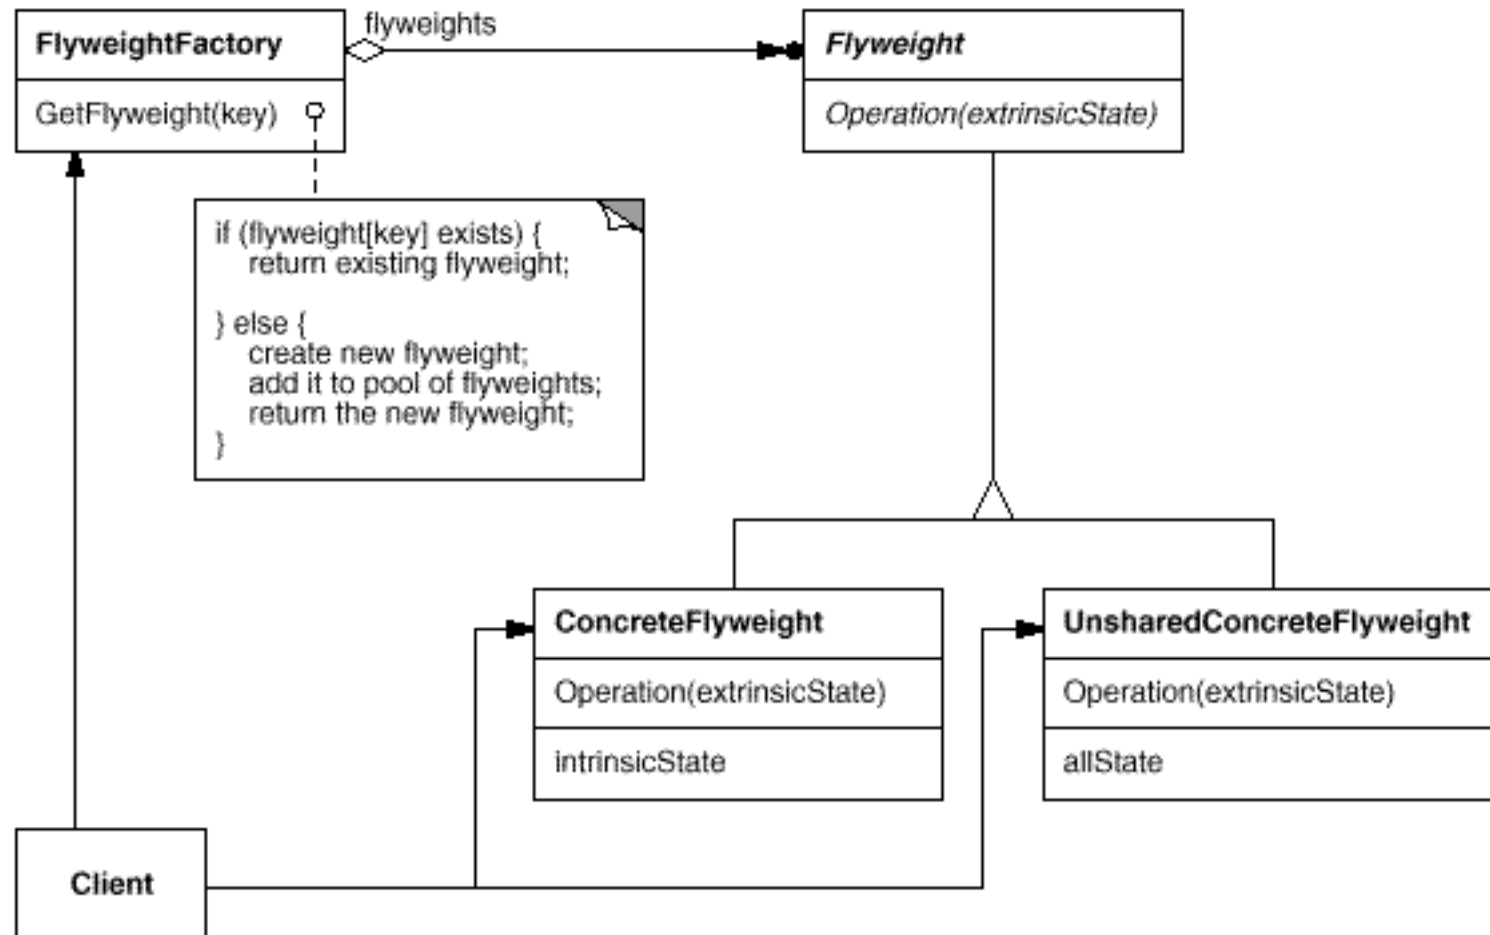 FlyweightFactory
flyweights
Flyweight
GetFlyweight(key)
Operation(extrinsicState)
if (flyweight[key] exists) {
return existing flyweight;
} else {
create new flyweight;
add it to pool of flyweights;
return the new flyweight;
}
ConcreteFlyweight
Operation(extrinsicState)
intrinsicState
UnsharedConcreteFlyweight
Operation(extrinsicState)
allState
Client